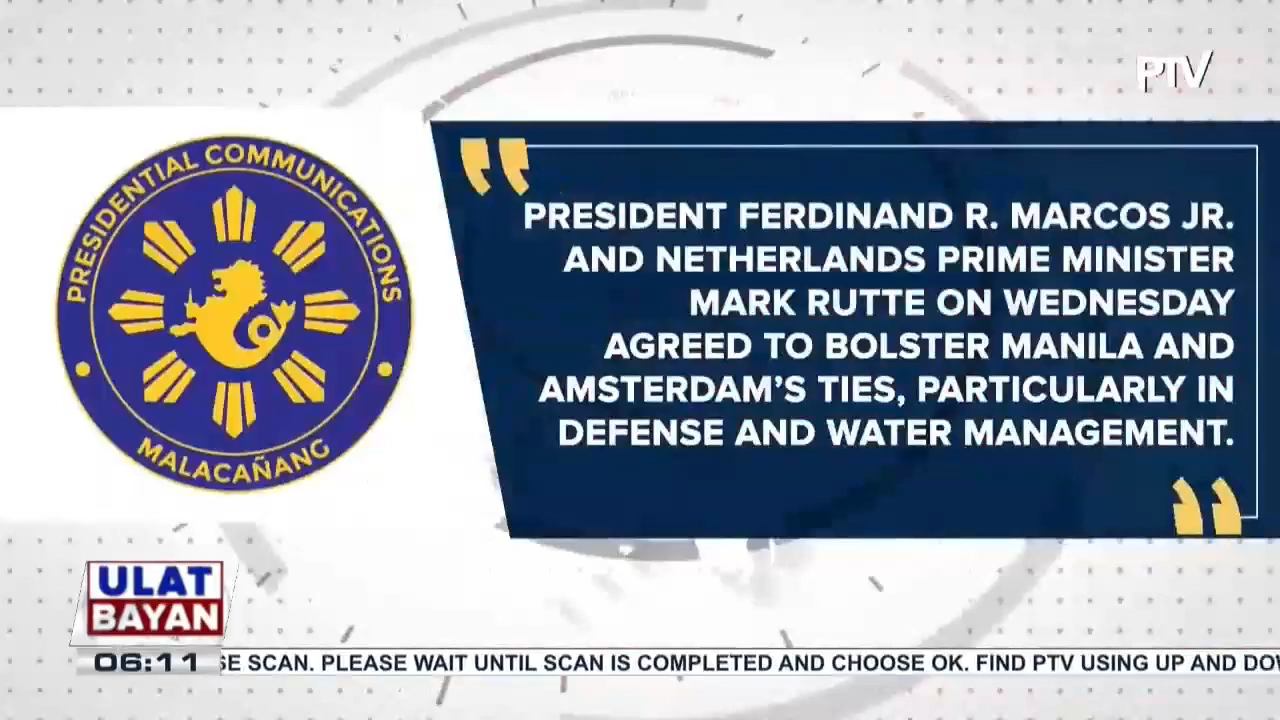 PTV
PRESIDENTIAL COMMUNICATIONS
MALACAÑANG
PRESIDENT FERDINAND R. MARCOS JR.
AND NETHERLANDS PRIME MINISTER
MARK RUTTE ON WEDNESDAY
AGREED TO BOLSTER MANILA AND
AMSTERDAM'S TIES, PARTICULARLY IN
DEFENSE AND WATER MANAGEMENT.
ULAT
BAYAN
06:11
SE SCAN. PLEASE WAIT UNTIL SCAN IS COMPLETED AND CHOOSE OK. FIND PTV USING UP AND DO